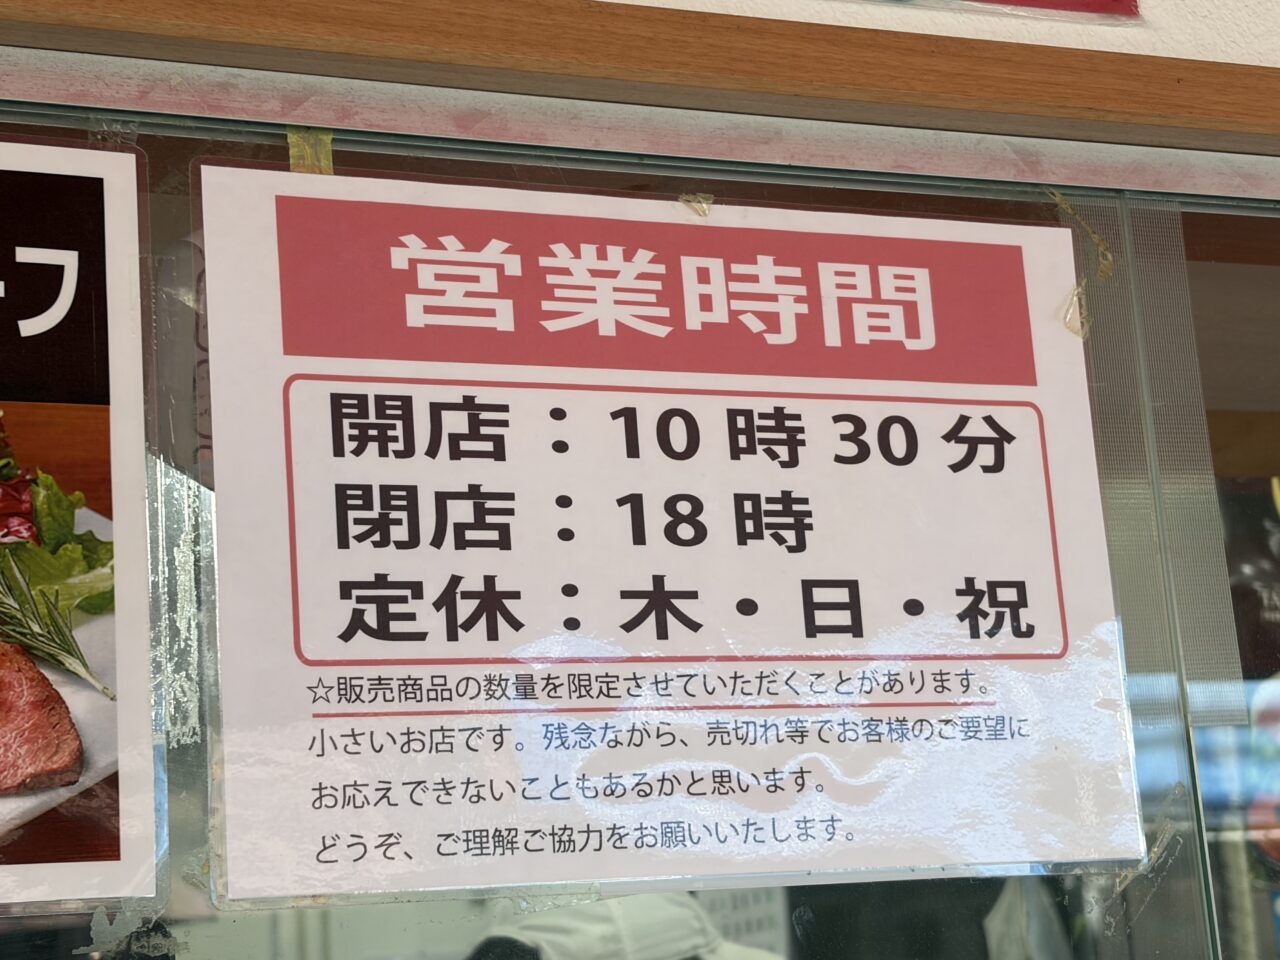 ーフ
営業時間
開店：10時30分
閉店：18時
定休：木・日・祝
☆販売商品の数量を限定させていただくことがあります。
小さいお店です。残念ながら、売切れ等でお客様のご要望に
お応えできないこともあるかと思います。
どうぞ、ご理解ご協力をお願いいたします。